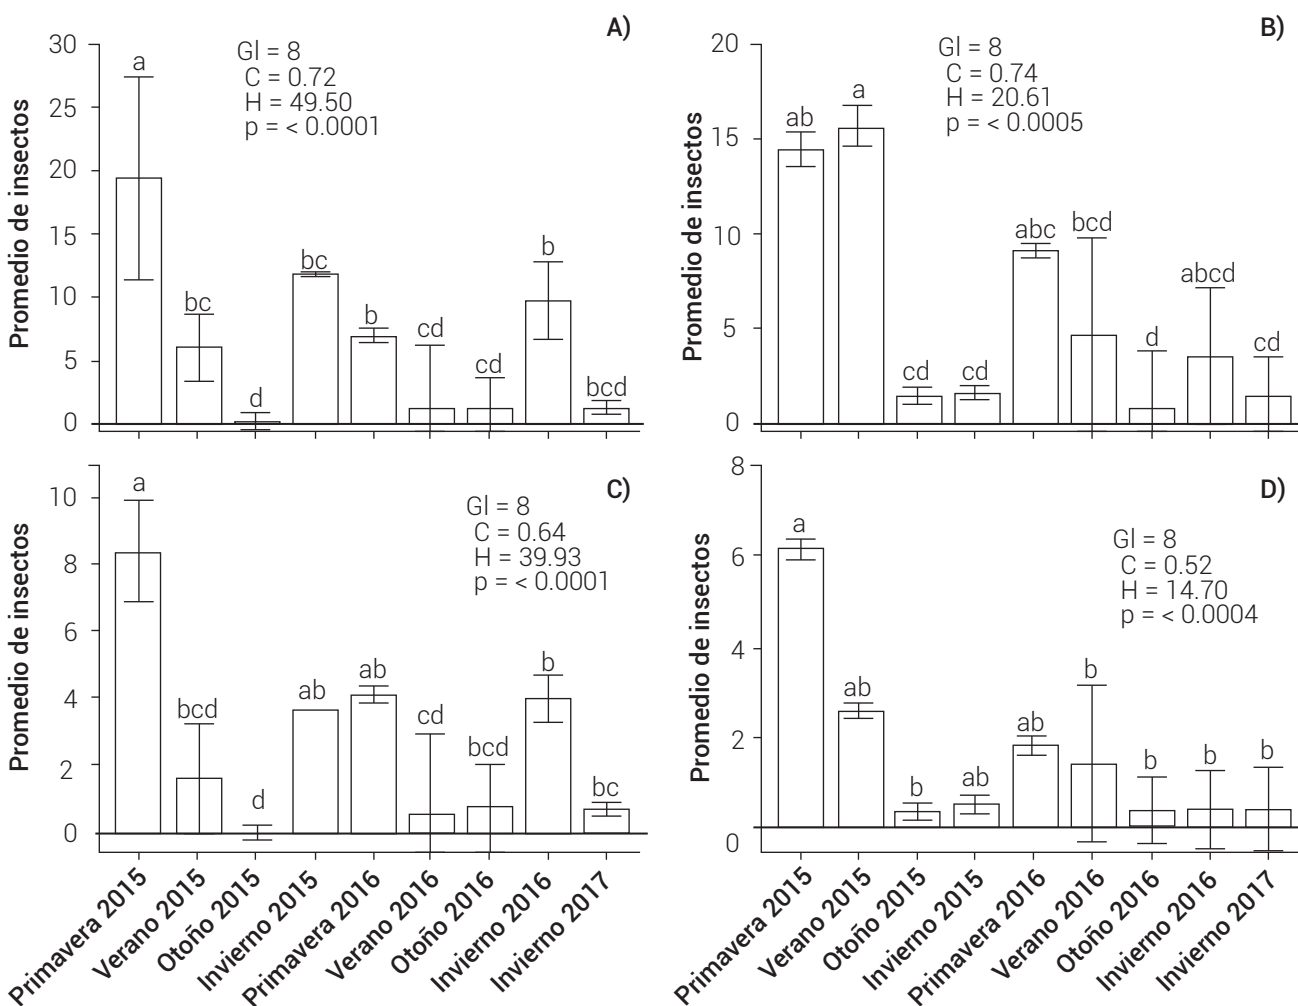 A)
Promedio de insectos
30
25
20
15
10
5
0
Gl = 8
C = 0.72
H = 49.50
p = < 0.0001
a
bc
d
bc
b
cd
cd
b
bcd
B)
Promedio de insectos
20
15
10
5
0
Gl = 8
C = 0.74
H = 20.61
p = < 0.0005
ab
a
cd
cd
abc
bcd
d
abcd
cd
C)
Promedio de insectos
10
8
6
4
2
0
Gl = 8
C = 0.64
H = 39.93
p = < 0.0001
a
bcd
d
ab
ab
cd
bcd
b
bc
Primavera 2015
Verano 2015
Otoño 2015
Invierno 2015
Primavera 2016
Verano 2016
Otoño 2016
Invierno 2016
Invierno 2017
D)
Promedio de insectos
8
6
4
2
0
Gl = 8
C = 0.52
H = 14.70
p = < 0.0004
a
ab
b
ab
ab
b
b
b
b
Primavera 2015
Verano 2015
Otoño 2015
Invierno 2015
Primavera 2016
Verano 2016
Otoño 2016
Invierno 2016
Invierno 2017